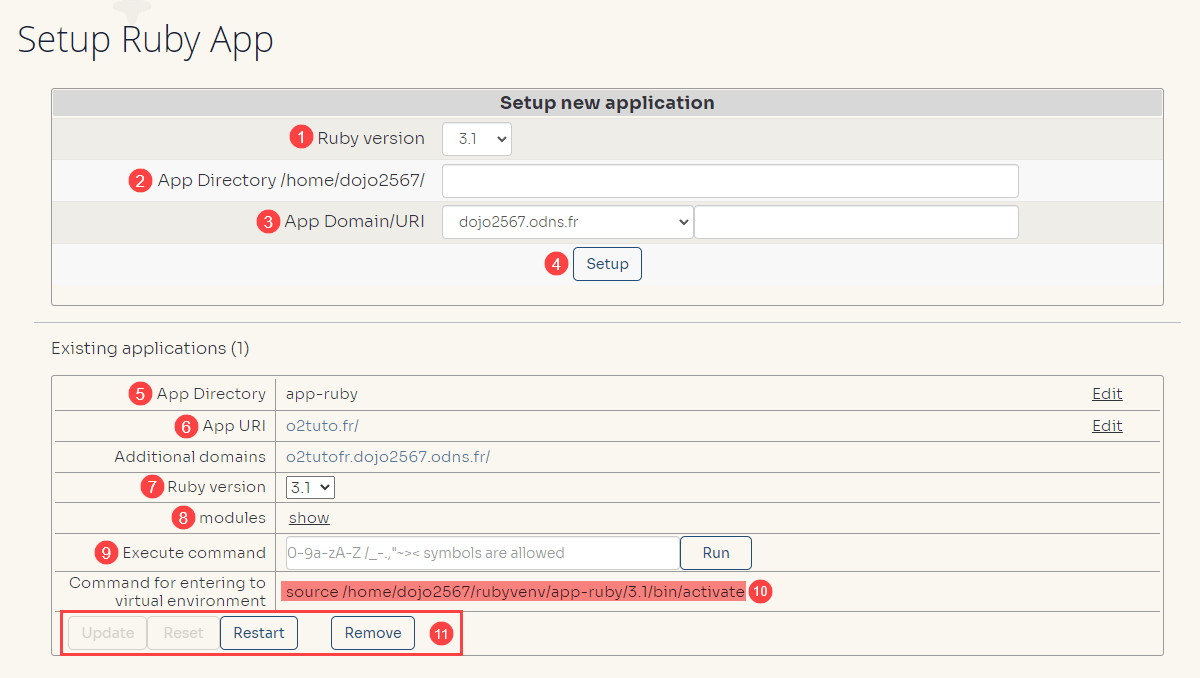 Setup Ruby App
Setup new application
1 Ruby version 3.1
2 App Directory /home/dojo2567/
3 App Domain/URI dojo2567.odns.fr
4 Setup
Existing applications (1)
5 App Directory app-ruby Edit
6 App URI o2tuto.fr/ Edit
Additional domains o2tutofr.dojo2567.odns.fr/
7 Ruby version 3.1
8 modules show
9 Execute command 0-9a-zA-Z /_-.,"~>< symbols are allowed Run
Command for entering to
virtual environment source /home/dojo2567/rubyvenv/app-ruby/3.1/bin/activate 10
Update Reset Restart Remove 11